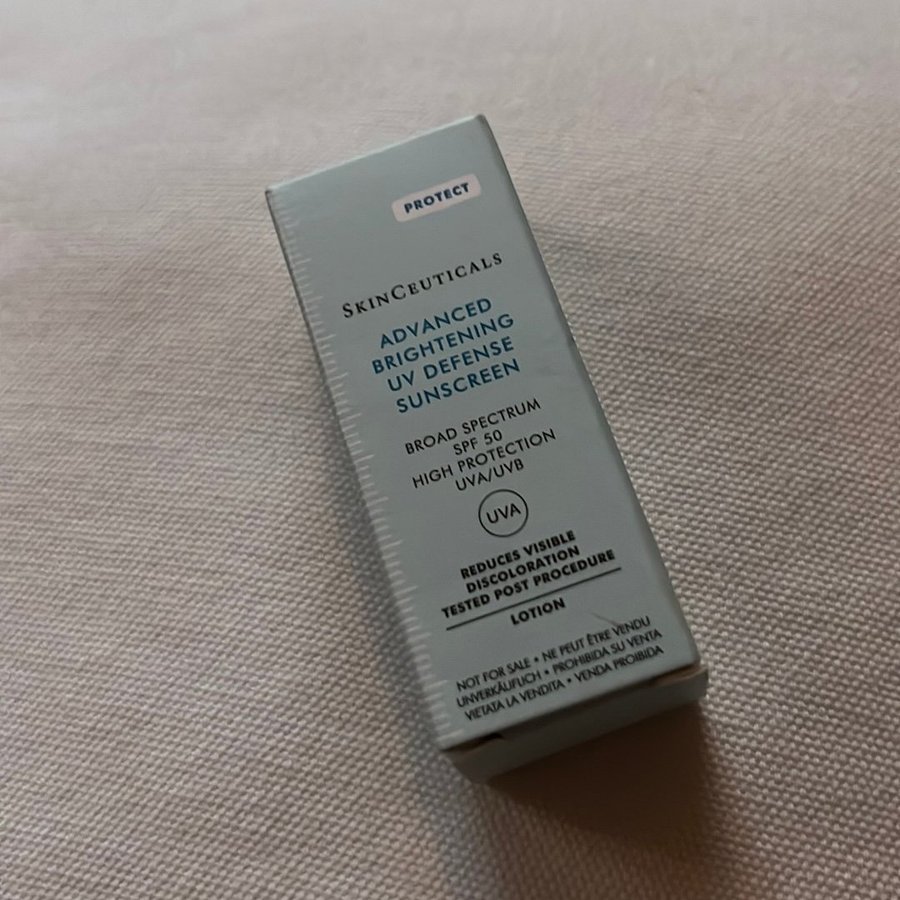 PROTECT
SKINCEUTICALS
ADVANCED
BRIGHTENING
UV DEFENSE
SUNSCREEN
BROAD SPECTRUM
SPF 50
HIGH PROTECTION
UVA/UVB
UVA
REDUCES VISIBLE
DISCOLORATION
TESTED POST PROCEDURE
LOTION
NOT FOR SALE • NE PEUT ÊTRE VENDU
UNVERKÄUFLICH • PROHIBIDA SU VENTA
VIETATA LA VENDITA • VENDA PROIBIDA